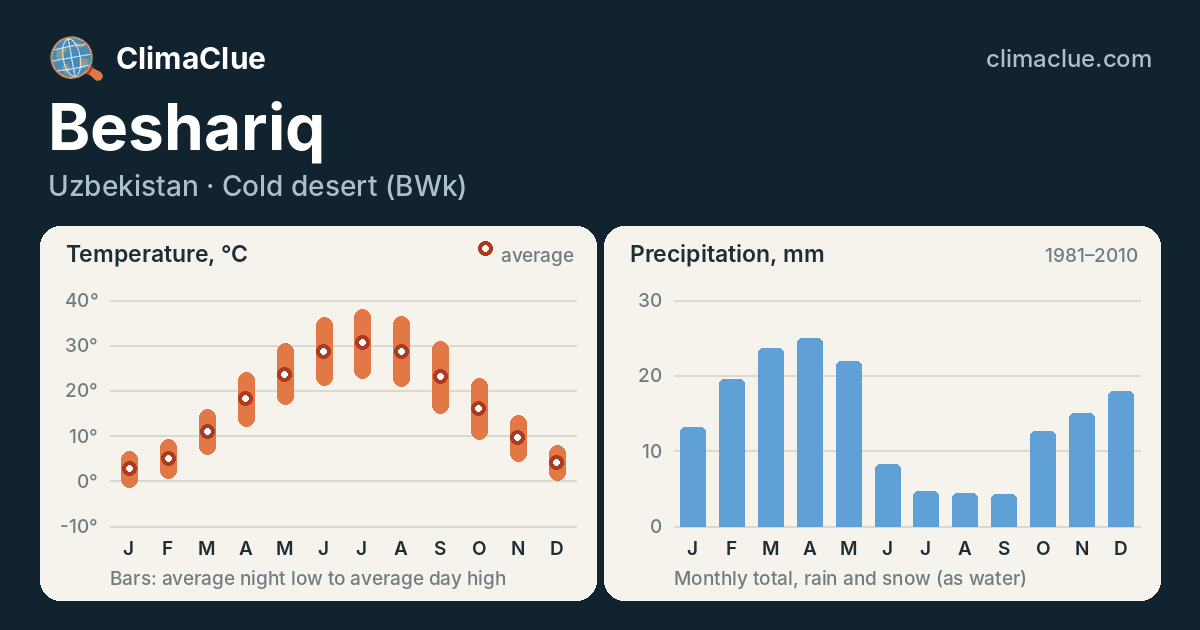 ClimaClue
climaclue.com
Beshariq
Uzbekistan · Cold desert (BWk)
Temperature, °C
average
40°
30°
20°
10°
0°
-10°
J F M A M J J A S O N D
Bars: average night low to average day high
Precipitation, mm
1981–2010
30
20
10
0
J F M A M J J A S O N D
Monthly total, rain and snow (as water)